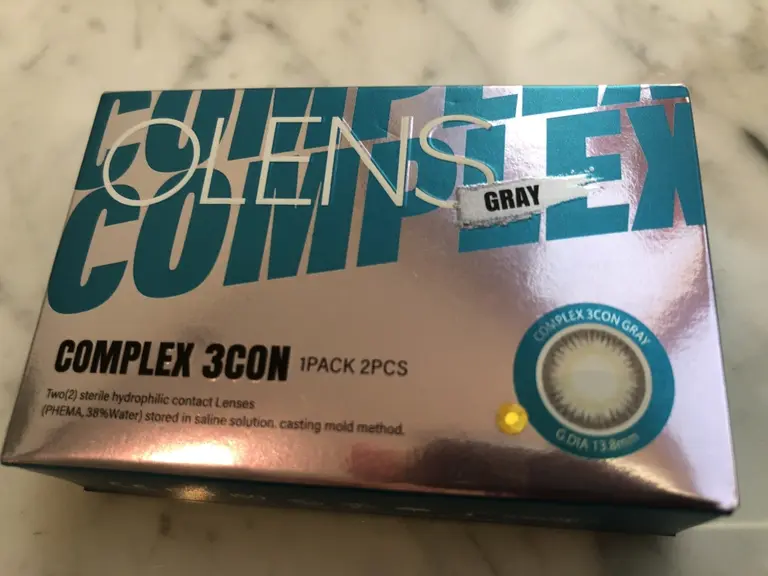 COMPLEX
OLENS
COMPLEX
GRAY
COMPLEX 3CON 1PACK 2PCS
Two(2) sterile hydrophilic contact Lenses
(PHEMA, 38%Water) stored in saline solution. casting mold method.
COMPLEX 3CON GRAY
G.DIA 13.8mm